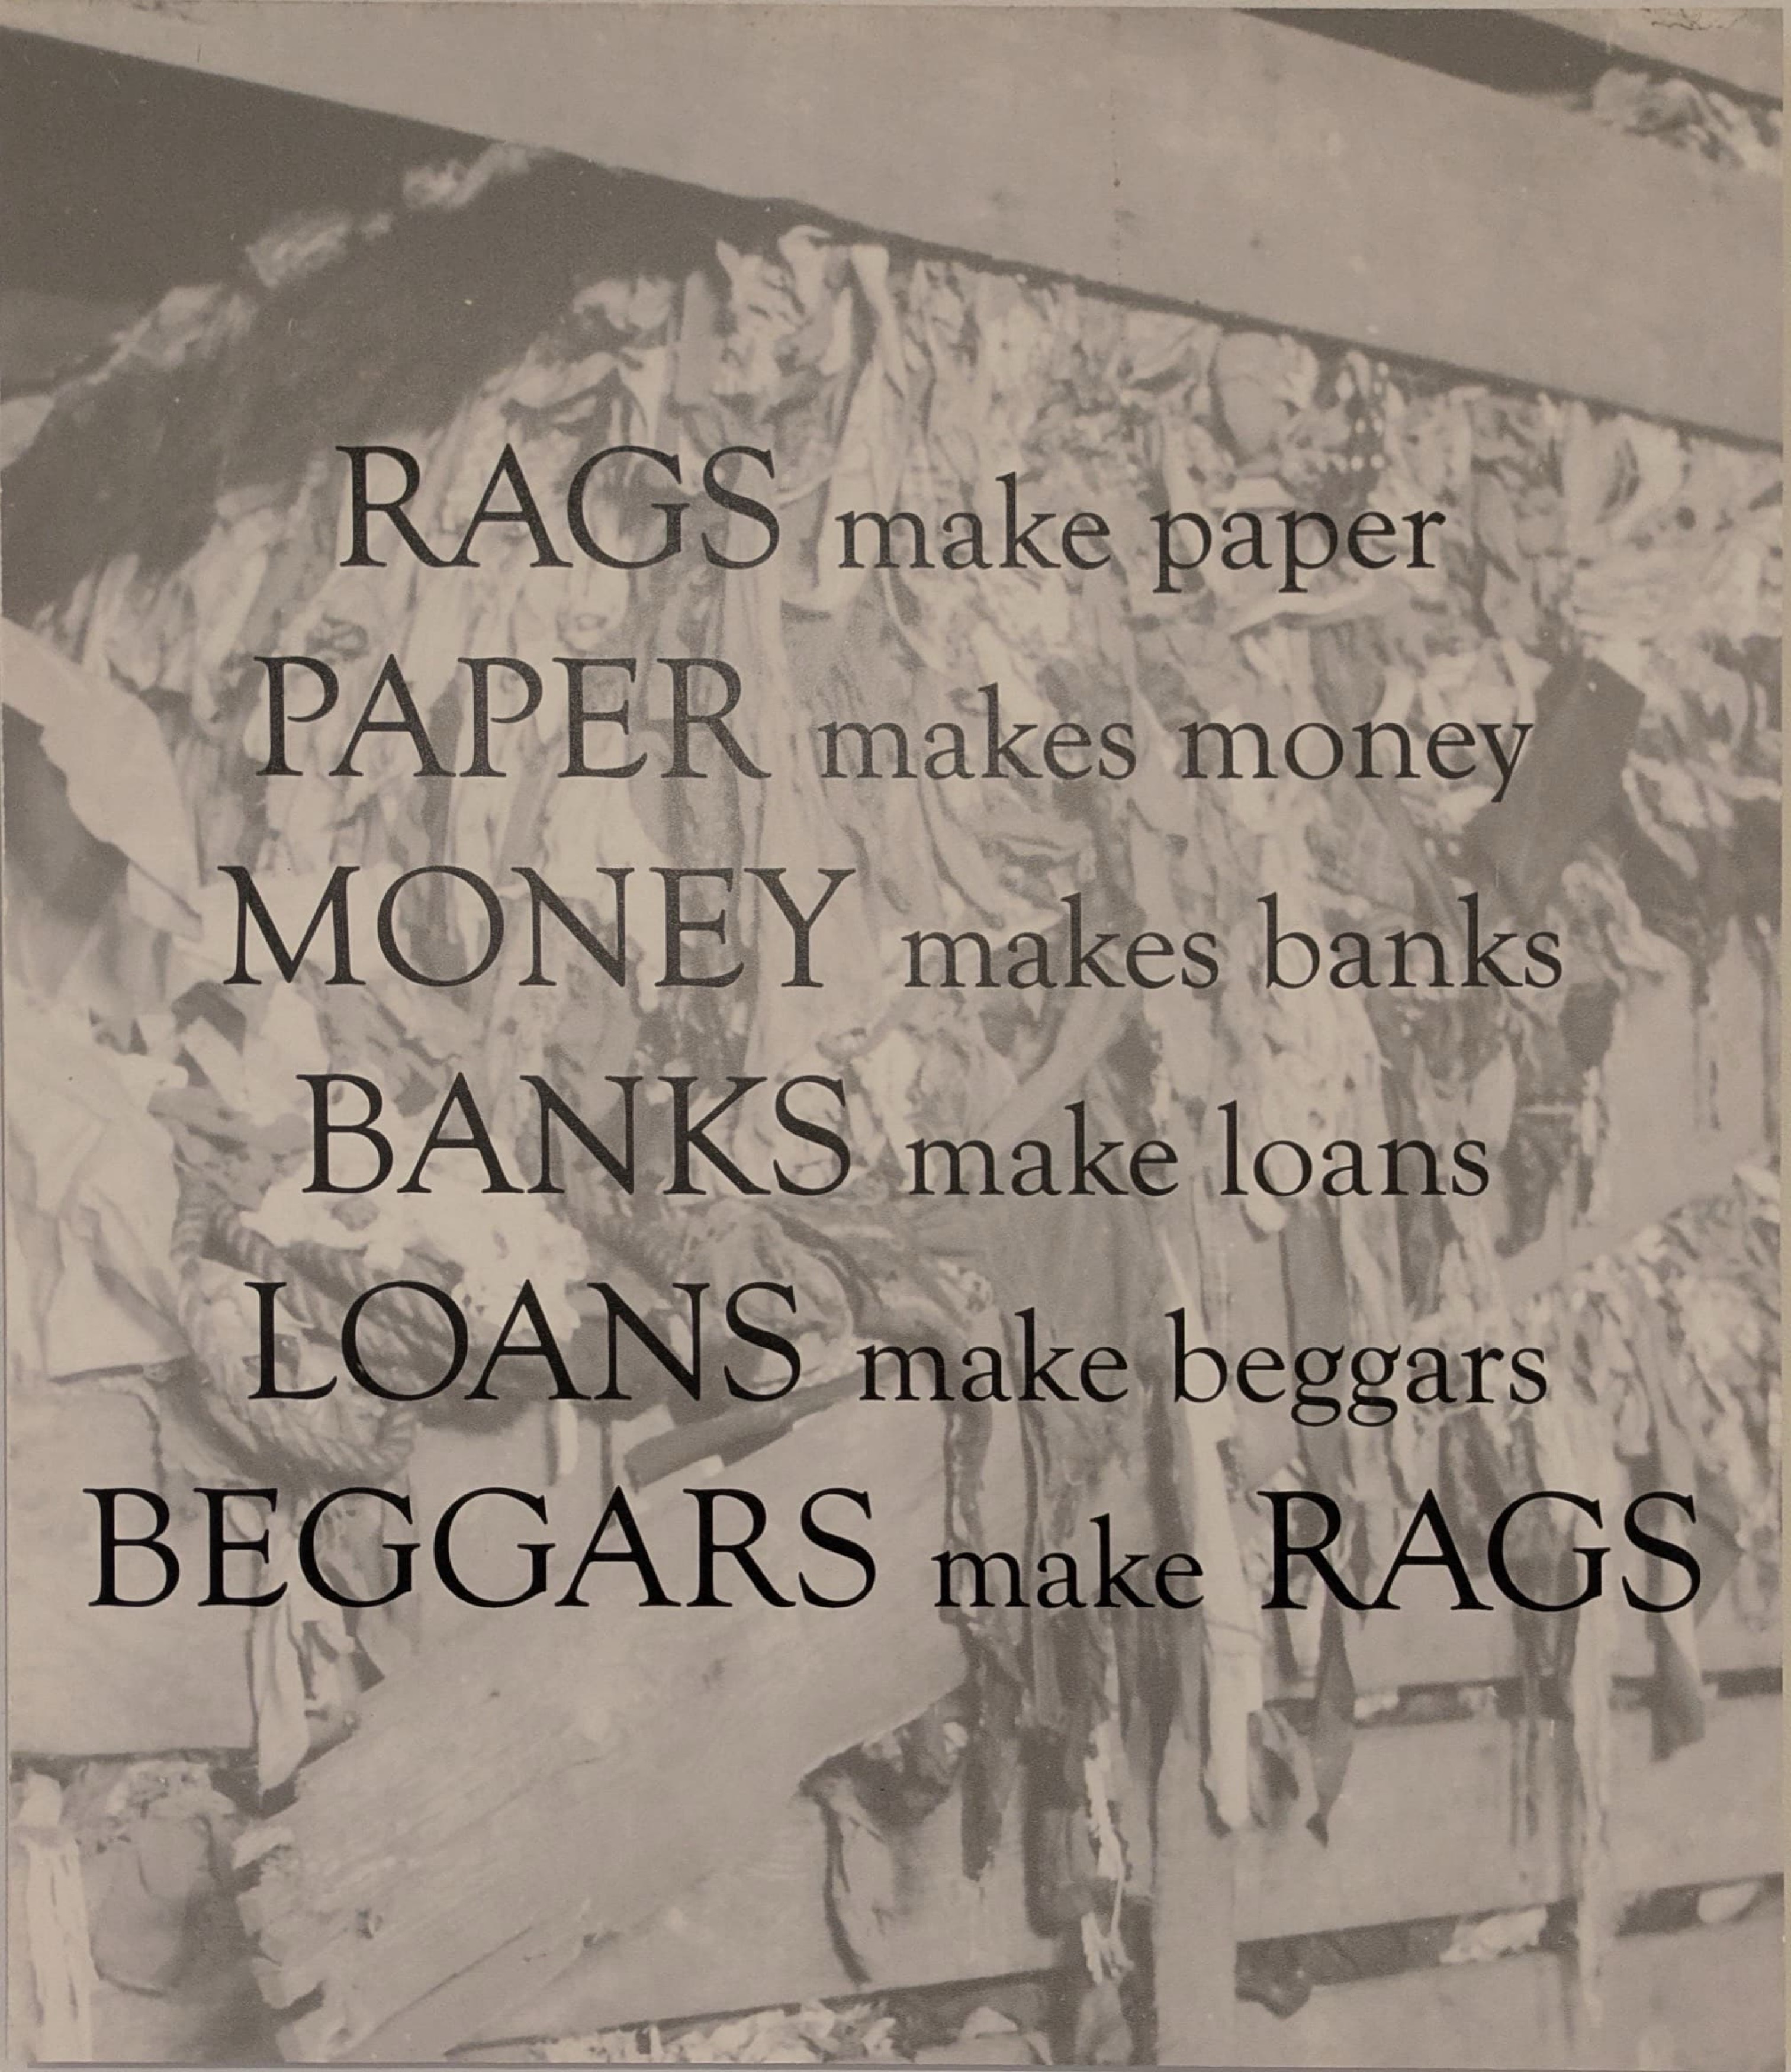 RAGS make paper
PAPER makes money
MONEY makes banks
BANKS make loans
LOANS make beggars
BEGGARS make RAGS